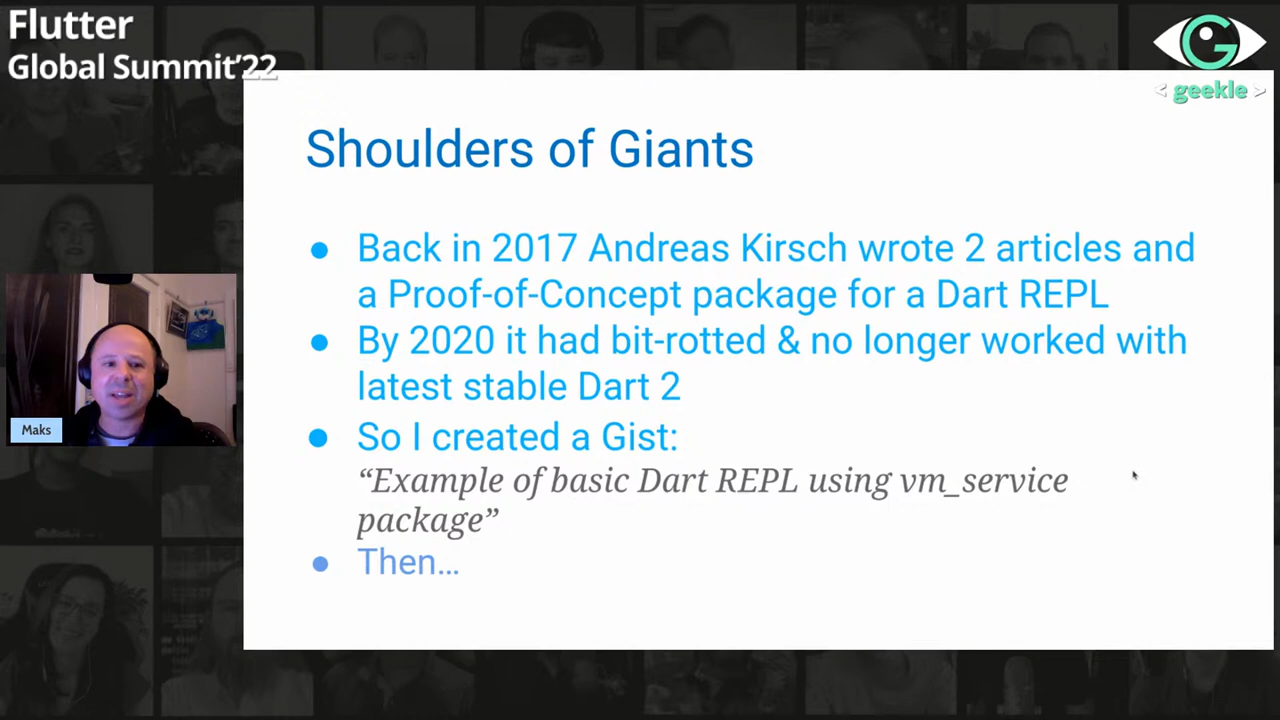 Flutter
Global Summit'22
< geekle >
Shoulders of Giants
● Back in 2017 Andreas Kirsch wrote 2 articles and
a Proof-of-Concept package for a Dart REPL
● By 2020 it had bit-rotted & no longer worked with
latest stable Dart 2
● So I created a Gist:
“Example of basic Dart REPL using vm_service
package”
● Then…
Maks